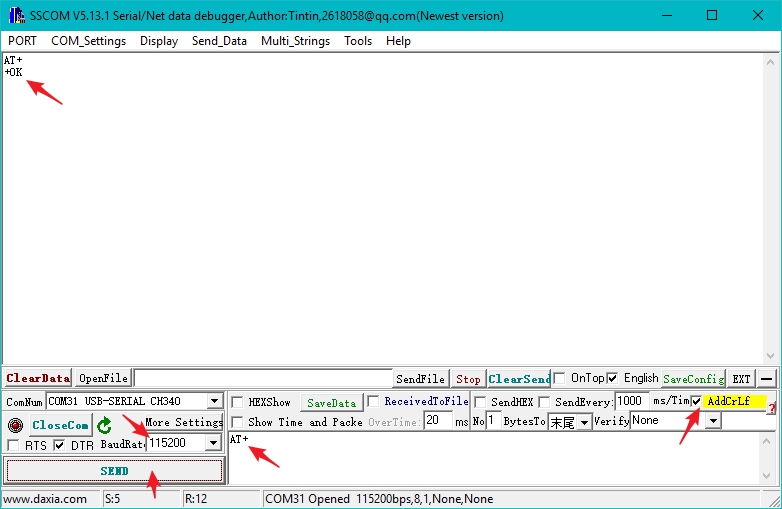 SSCOM V5.13.1 Serial/Net data debugger,Author:Tintin,2618058@qq.com(Newest version)
PORT COM_Settings Display Send_Data Multi_Strings Tools Help
AT+
+OK
ClearData OpenFile SendFile Stop ClearSend OnTop English SaveConfig EXT —
ComNum COM31 USB-SERIAL CH340 HEXShow SaveData ReceivedToFile SendHEX SendEvery: 1000 ms/Tim AddCrLf
CloseCom More Settings Show Time and Packe OverTime: 20 ms No 1 BytesTo 末尾 Verify None ?
RTS DTR BaudRat 115200 AT+
SEND
www.daxia.com S:5 R:12 COM31 Opened 115200bps,8,1,None,None